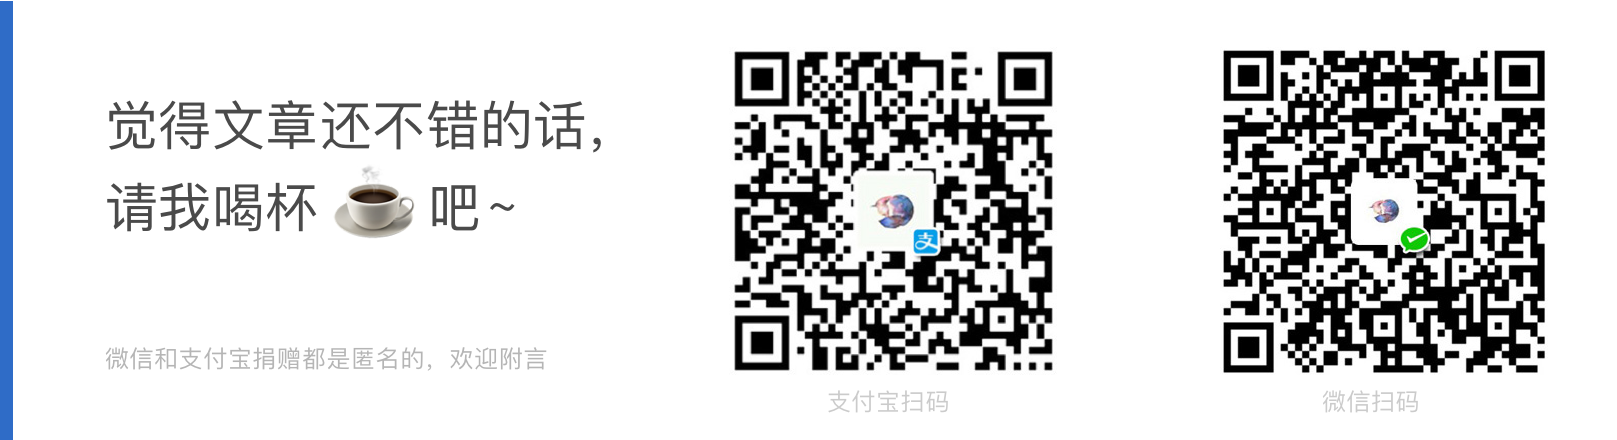 觉得文章还不错的话，
请我喝杯 吧~
微信和支付宝捐赠都是匿名的，欢迎附言
支
支付宝扫码
微信扫码